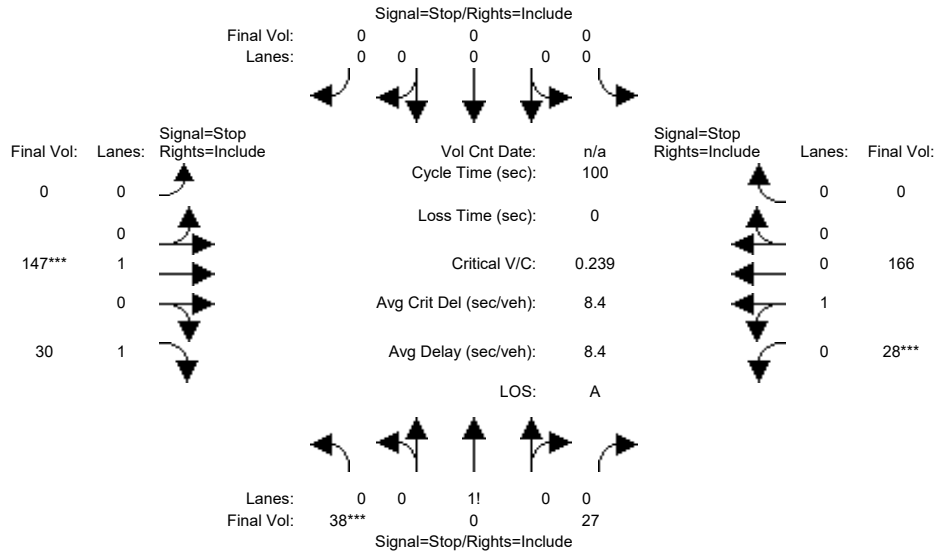 Signal=Stop/Rights=Include
Final Vol: 0 0 0
Lanes: 0 0 0 0 0
Signal=Stop
Final Vol: Lanes: Rights=Include
Vol Cnt Date: n/a
Signal=Stop
Rights=Include Lanes: Final Vol:
Cycle Time (sec): 100
0 0
0 0
Loss Time (sec): 0
0
0
147*** 1
Critical V/C: 0.239
0 166
0
Avg Crit Del (sec/veh): 8.4
1
30 1
Avg Delay (sec/veh): 8.4
0 28***
LOS: A
Lanes: 0 0 1! 0 0
Final Vol: 38*** 0 27
Signal=Stop/Rights=Include